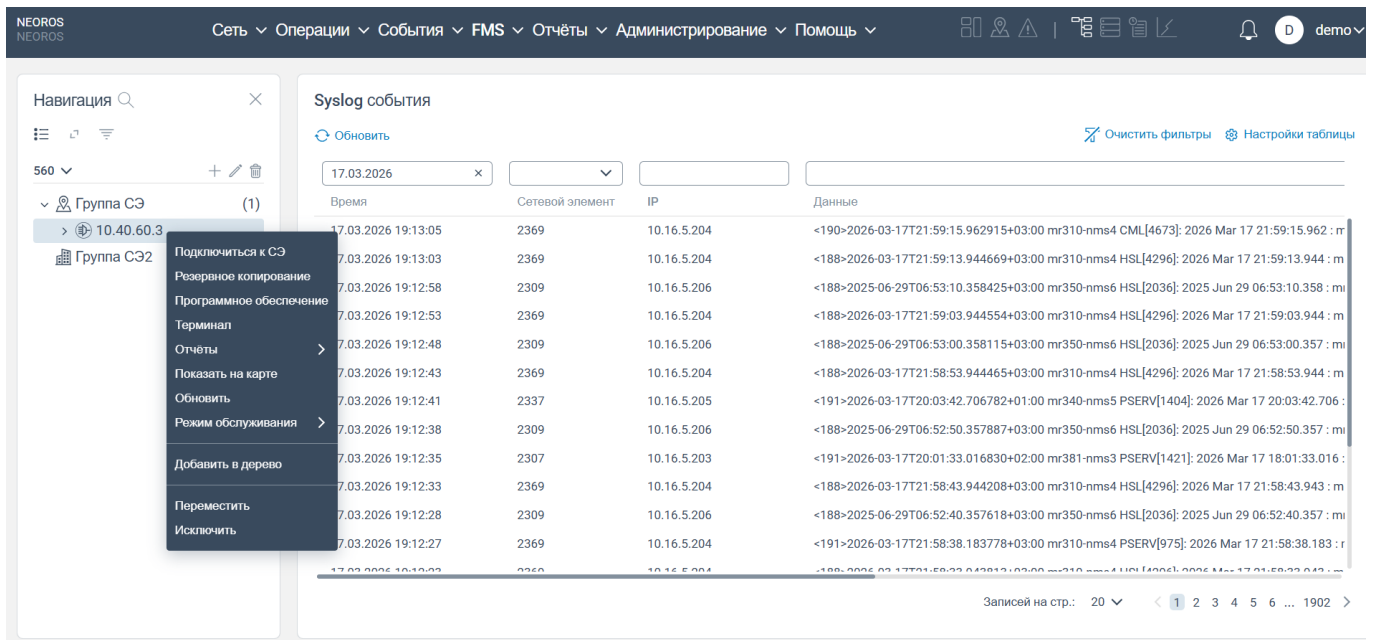 NEOROS
NEOROS
Сеть Операции События FMS Отчёты Администрирование Помощь
D demo
Навигация
560
Группа СЭ (1)
10.40.60.3
Группа СЭ2
Подключиться к СЭ
Резервное копирование
Программное обеспечение
Терминал
Отчёты
Показать на карте
Обновить
Режим обслуживания
Добавить в дерево
Переместить
Исключить
Syslog события
Обновить
Очистить фильтры Настройки таблицы
17.03.2026
Время Сетевой элемент IP Данные
17.03.2026 19:13:05 2369 10.16.5.204 <190>2026-03-17T21:59:15.962915+03:00 mr310-nms4 CML[4673]: 2026 Mar 17 21:59:15.962 : m
7.03.2026 19:13:03 2369 10.16.5.204 <188>2026-03-17T21:59:13.944669+03:00 mr310-nms4 HSL[4296]: 2026 Mar 17 21:59:13.944 : m
7.03.2026 19:12:58 2309 10.16.5.206 <188>2025-06-29T06:53:10.358425+03:00 mr350-nms6 HSL[2036]: 2025 Jun 29 06:53:10.358 : m
7.03.2026 19:12:53 2369 10.16.5.204 <188>2026-03-17T21:59:03.944554+03:00 mr310-nms4 HSL[4296]: 2026 Mar 17 21:59:03.944 : m
7.03.2026 19:12:48 2309 10.16.5.206 <188>2025-06-29T06:53:00.358115+03:00 mr350-nms6 HSL[2036]: 2025 Jun 29 06:53:00.357 : m
7.03.2026 19:12:43 2369 10.16.5.204 <188>2026-03-17T21:58:53.944465+03:00 mr310-nms4 HSL[4296]: 2026 Mar 17 21:58:53.944 : m
7.03.2026 19:12:41 2337 10.16.5.205 <191>2026-03-17T20:03:42.706782+01:00 mr340-nms5 PSERV[1404]: 2026 Mar 17 20:03:42.706 :
7.03.2026 19:12:38 2309 10.16.5.206 <188>2025-06-29T06:52:50.357887+03:00 mr350-nms6 HSL[2036]: 2025 Jun 29 06:52:50.357 : m
7.03.2026 19:12:35 2307 10.16.5.203 <191>2026-03-17T20:01:33.016830+02:00 mr381-nms3 PSERV[1421]: 2026 Mar 17 18:01:33.016 :
7.03.2026 19:12:33 2369 10.16.5.204 <188>2026-03-17T21:58:43.944208+03:00 mr310-nms4 HSL[4296]: 2026 Mar 17 21:58:43.943 : m
7.03.2026 19:12:28 2309 10.16.5.206 <188>2025-06-29T06:52:40.357618+03:00 mr350-nms6 HSL[2036]: 2025 Jun 29 06:52:40.357 : m
7.03.2026 19:12:27 2369 10.16.5.204 <191>2026-03-17T21:58:38.183778+03:00 mr310-nms4 PSERV[975]: 2026 Mar 17 21:58:38.183 : r
Записей на стр.: 20 1 2 3 4 5 6 ... 1902